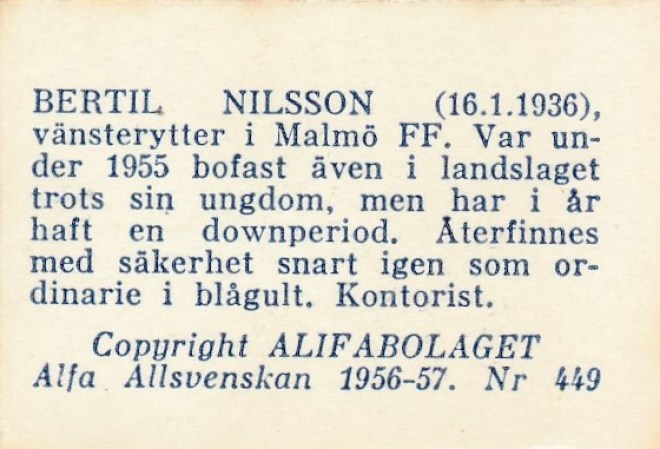 BERTIL NILSSON (16.1.1936),
vänsterytter i Malmö FF. Var un-
der 1955 bofast även i landslaget
trots sin ungdom, men har i år
haft en downperiod. Återfinnes
med säkerhet snart igen som or-
dinarie i blågult. Kontorist.
Copyright ALIFABOLAGET
Alfa Allsvenskan 1956-57. Nr 449